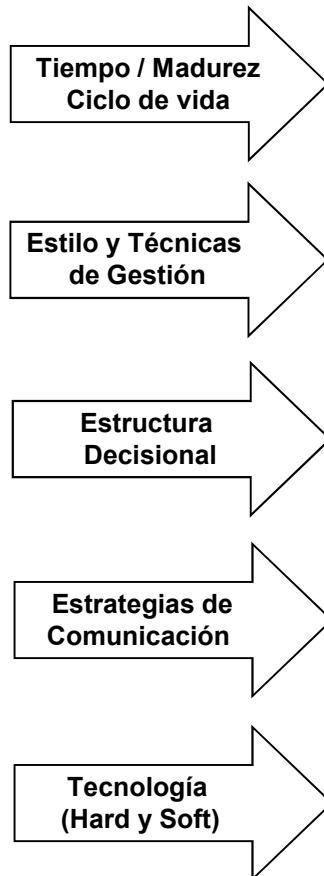 Tiempo / Madurez
Ciclo de vida
Estilo y Técnicas
de Gestión
Estructura
Decisional
Estrategias de
Comunicación
Tecnología
(Hard y Soft)